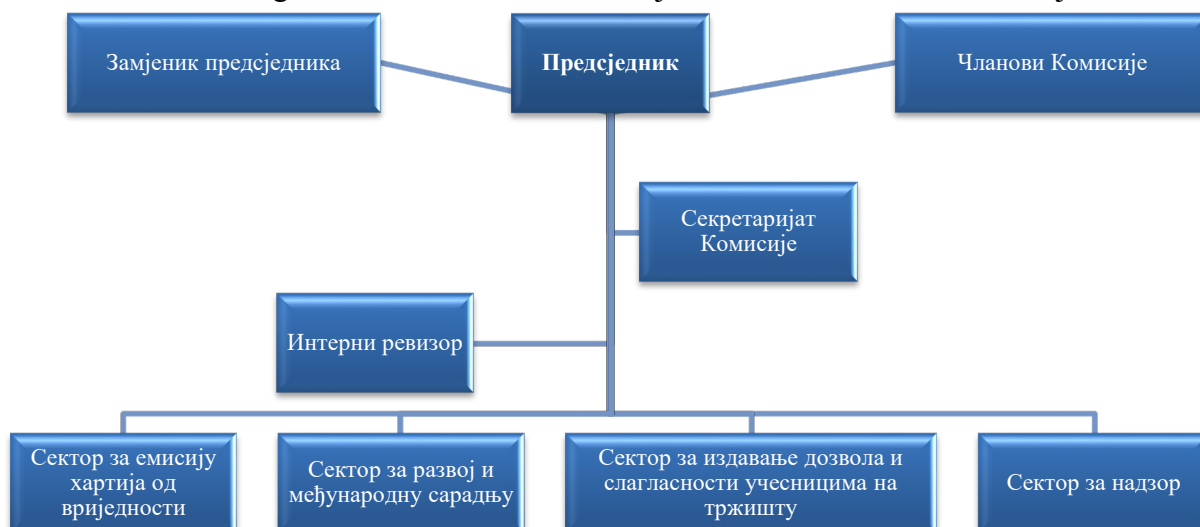 Замјеник предсједника
Предсједник
Чланови Комисије
Секретаријат
Комисије
Интерни ревизор
Сектор за емисију
хартија од
вриједности
Сектор за развој и
међународну сарадњу
Сектор за издавање дозвола и
слагласности учесницима на
тржишту
Сектор за надзор